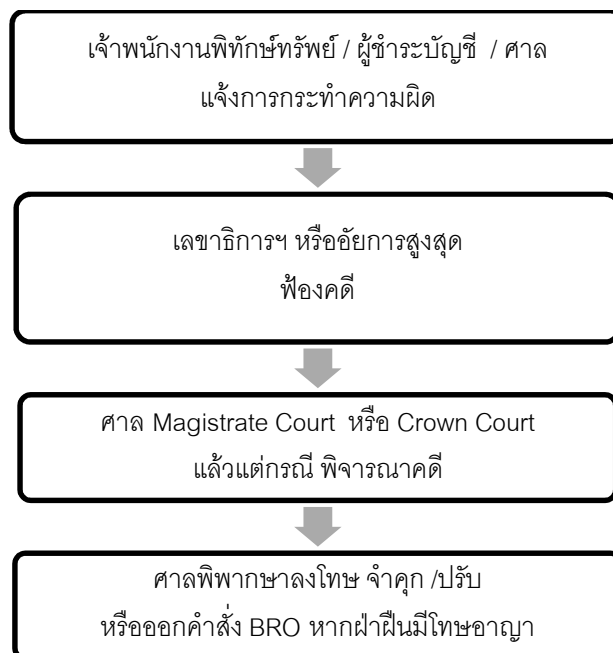 เจ้าพนักงานพิทักษ์ทรัพย์ / ผู้ชำระบัญชี / ศาล
แจ้งการกระทำความผิด
เลขาธิการฯ หรืออัยการสูงสุด
ฟ้องคดี
ศาล Magistrate Court หรือ Crown Court
แล้วแต่กรณี พิจารณาคดี
ศาลพิพากษาลงโทษ จำคุก /ปรับ
หรือออกคำสั่ง BRO หากฝ่าฝืนมีโทษอาญา